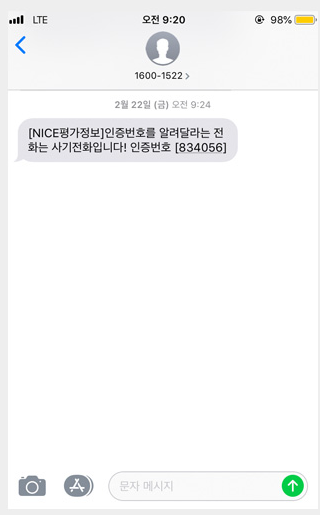 LTE 오전 9:20 98%
1600-1522 >
2월 22일 (금) 오전 9:24
[NICE평가정보]인증번호를 알려달라는 전
화는 사기전화입니다! 인증번호 [834056]
문자 메시지